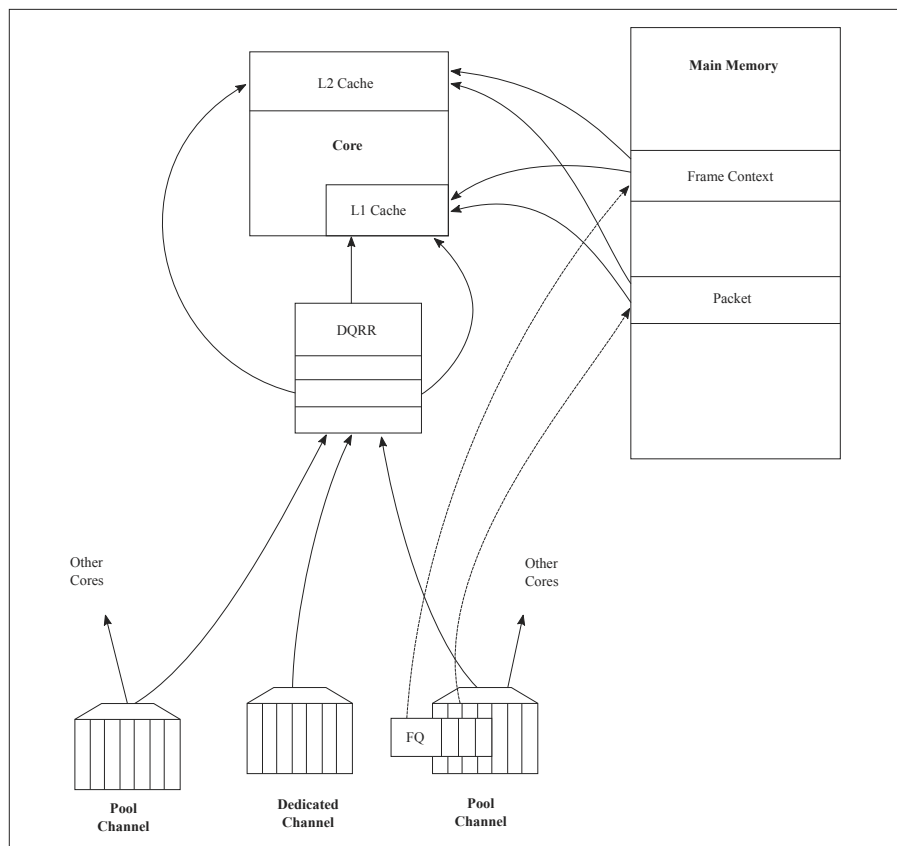 Main Memory
L2 Cache
Core
Frame Context
L1 Cache
Packet
DQRR
Other
Cores
Other
Cores
FQ
Pool
Channel
Dedicated
Channel
Pool
Channel